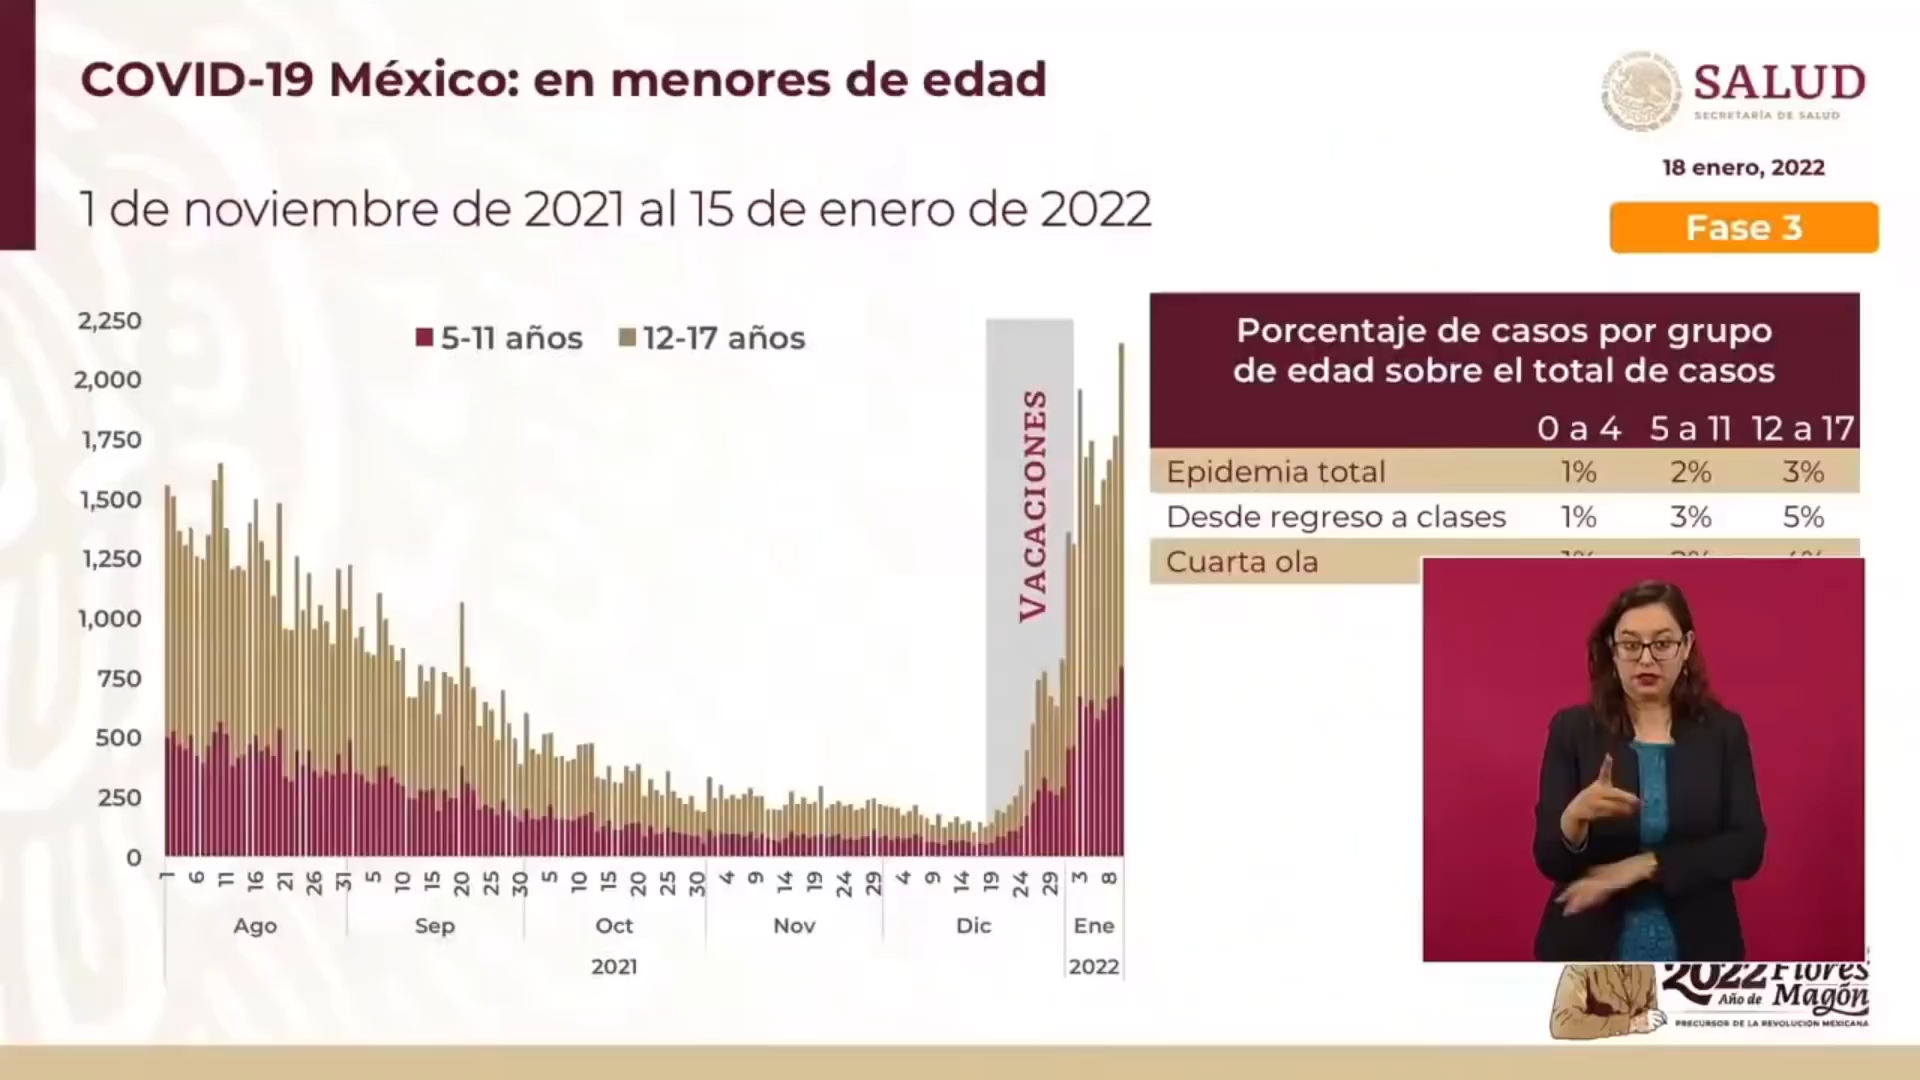 COVID-19 México: en menores de edad
SALUD
SECRETARÍA DE SALUD
18 enero, 2022
1 de noviembre de 2021 al 15 de enero de 2022
Fase 3
5-11 años 12-17 años
2,250
2,000
1,750
1,500
1,250
1,000
750
500
250
0
VACACIONES
1 6 11 16 21 26 31 5 10 15 20 25 30 5 10 15 20 25 30 4 9 14 19 24 29 4 9 14 19 24 29 3 8
Ago Sep Oct Nov Dic Ene
2021 2022
Porcentaje de casos por grupo
de edad sobre el total de casos
0 a 4 5 a 11 12 a 17
Epidemia total 1% 2% 3%
Desde regreso a clases 1% 3% 5%
Cuarta ola
2022 Flores
Año de Magón
PRECURSOR DE LA REVOLUCIÓN MEXICANA